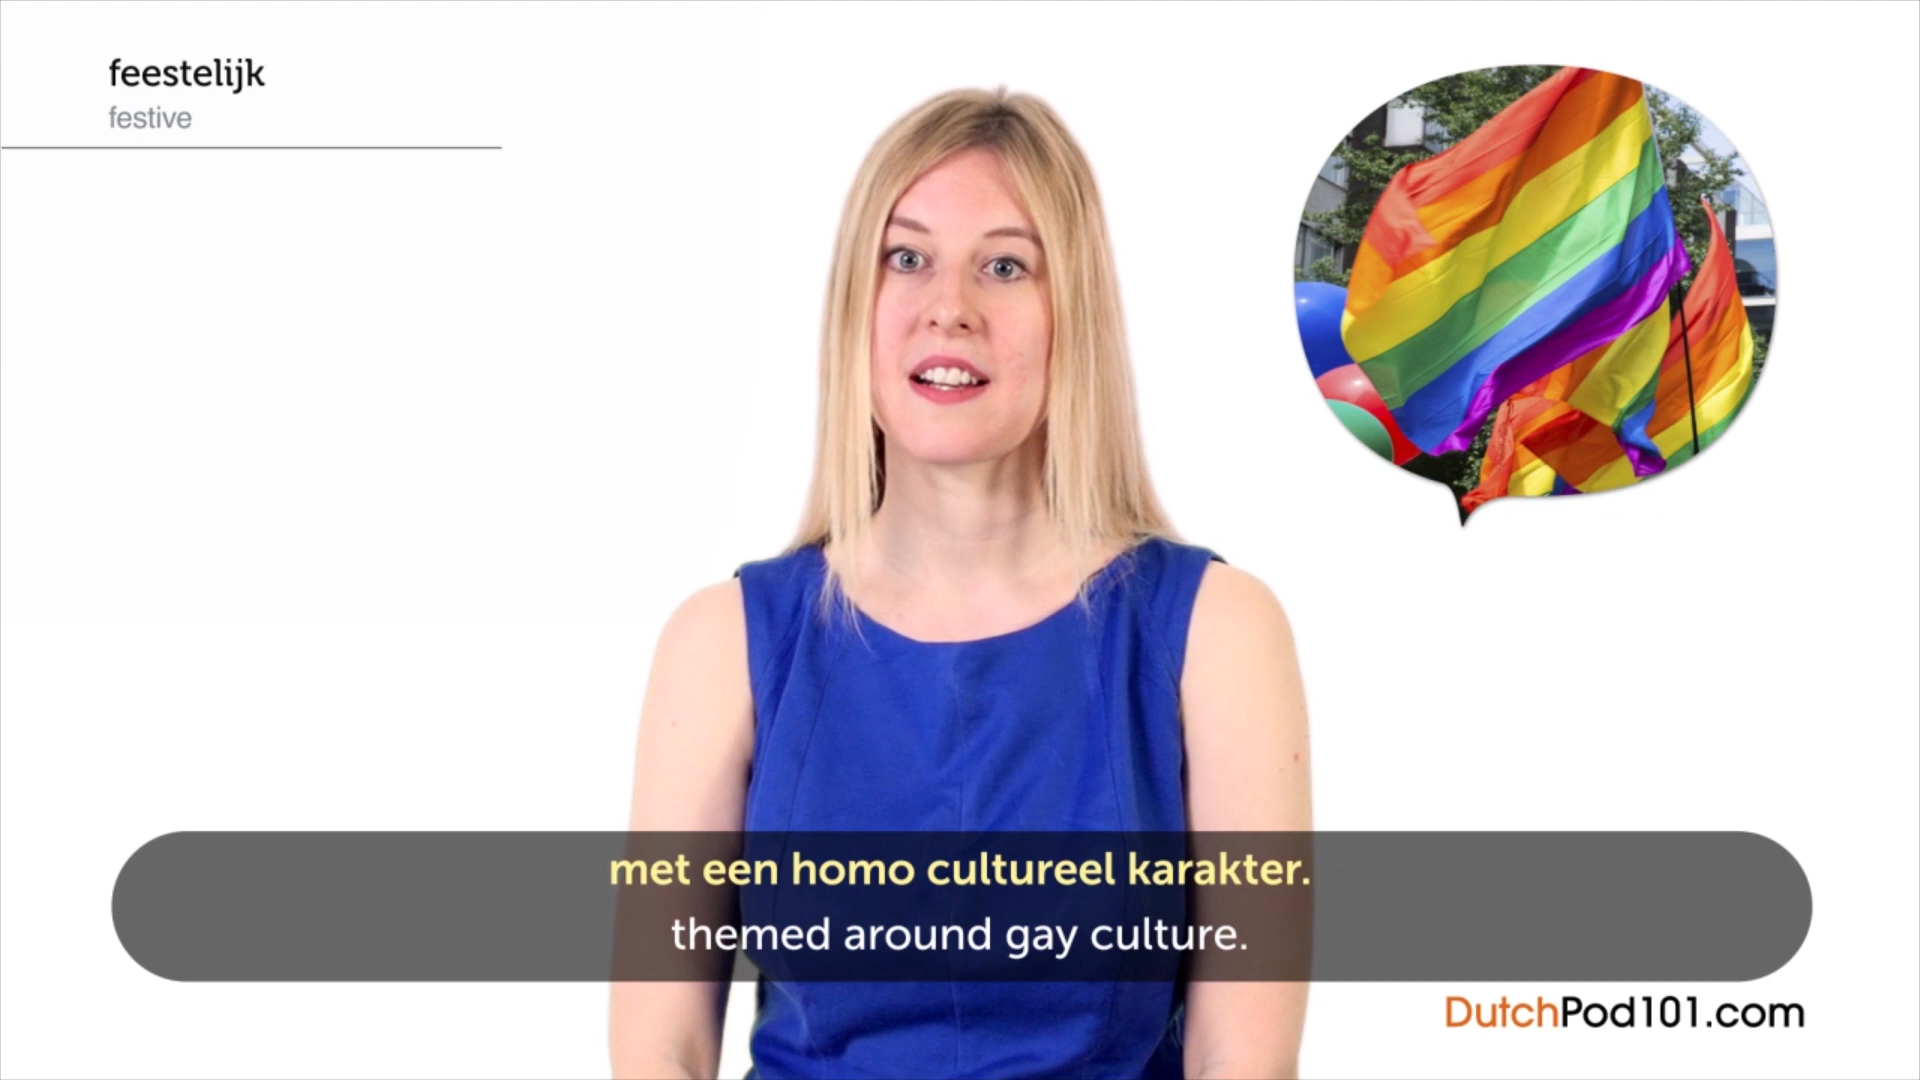 feestelijk
festive
met een homo cultureel karakter.
themed around gay culture.
DutchPod101.com